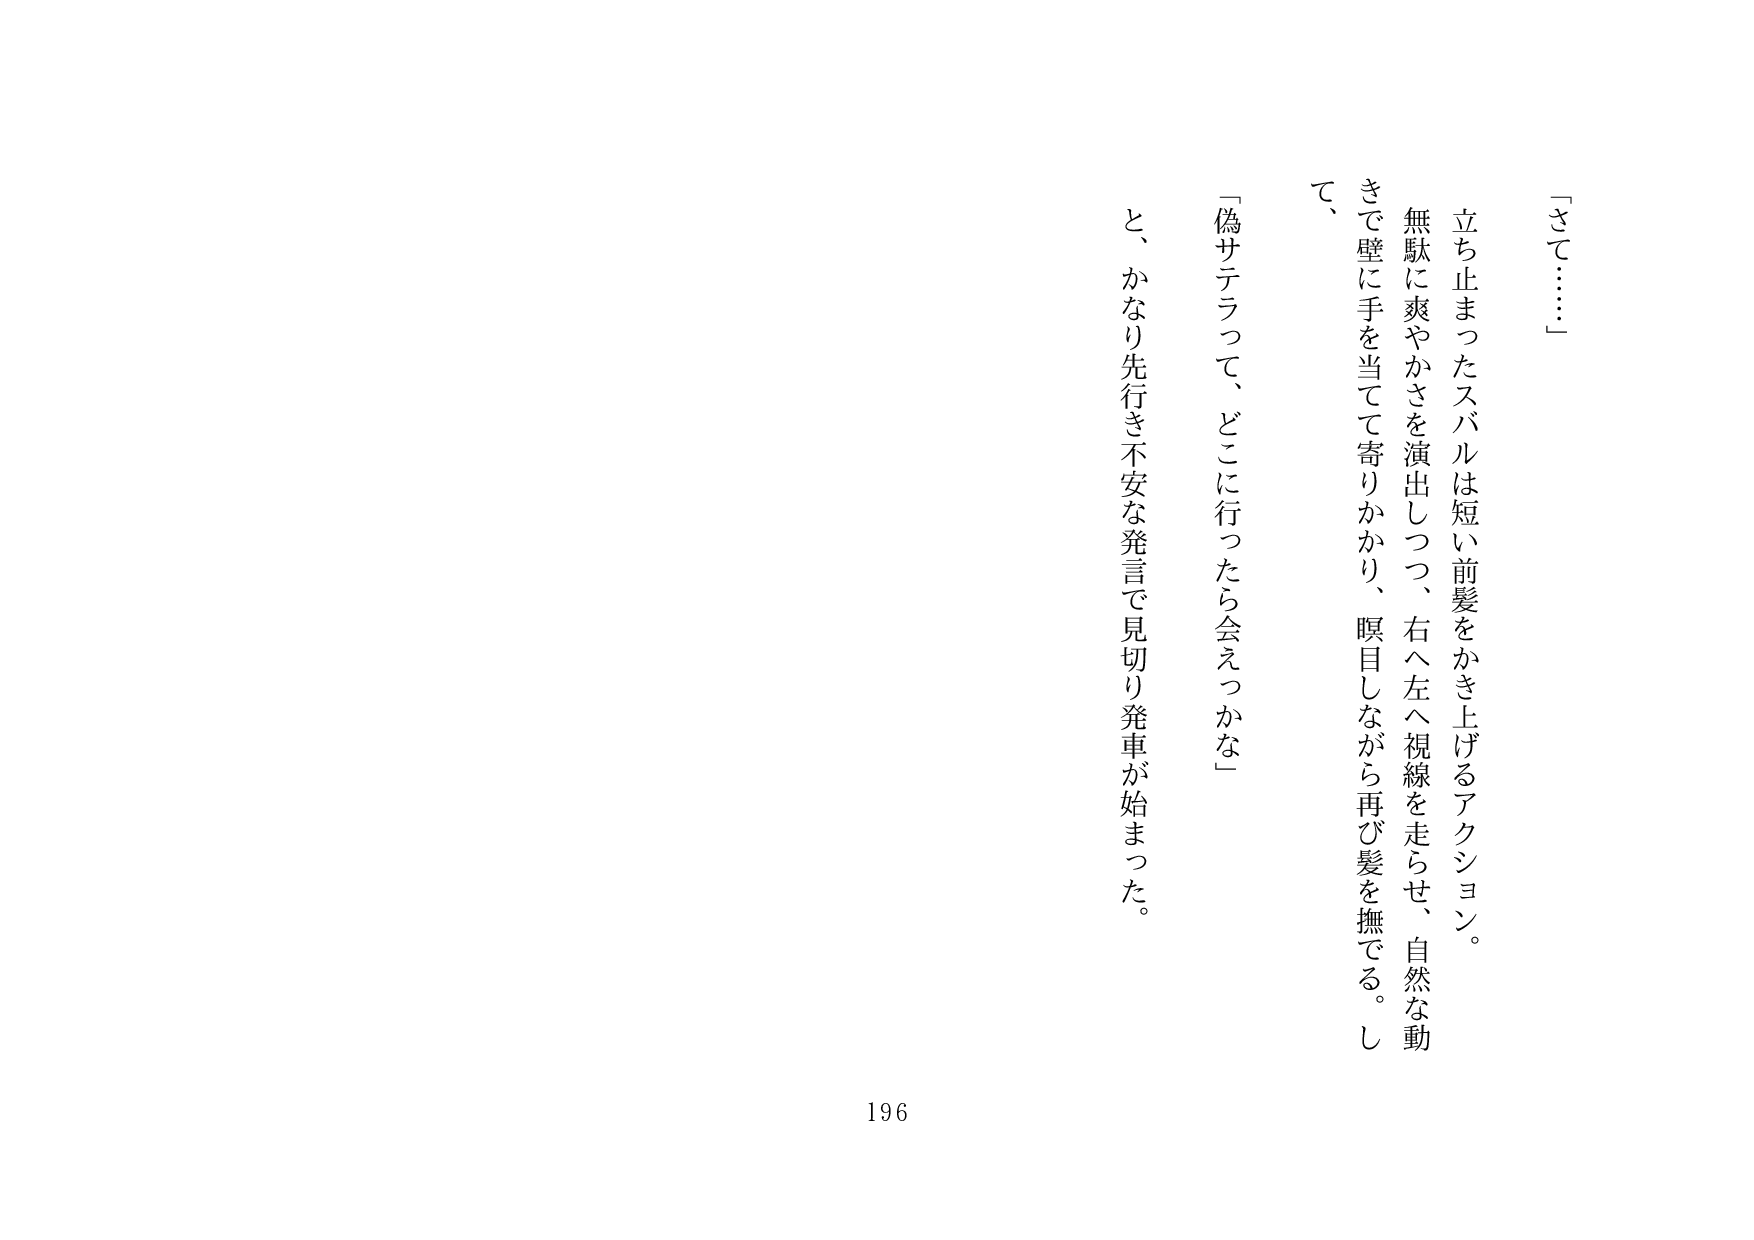 「さて……」
　立ち止まったスバルは短い前髪をかき上げるアクション。
　無駄に爽やかさを演出しつつ、右へ左へ視線を走らせ、自然な動
きで壁に手を当てて寄りかかり、瞑目しながら再び髪を撫でる。し
て、
「偽サテラって、どこに行ったら会えっかな」
　と、かなり先行き不安な発言で見切り発車が始まった。
196